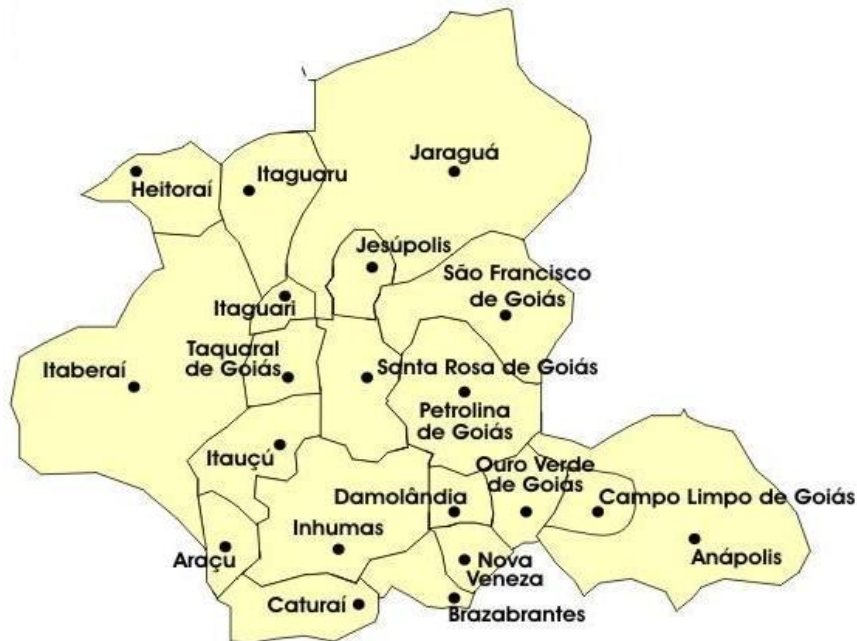 Jaraguá
Heitoraí
Itaguaru
Jesúpolis
São Francisco
de Goiás
Itaguari
Taquaral
de Goiás
Itaberaí
Santa Rosa de Goiás
Petrolina
de Goiás
Itauçú
Ouro Verde
de Goiás
Damolândia
Campo Limpo de Goiás
Inhumas
Araçu
Nova
Veneza
Anápolis
Caturaí
Brazabrantes